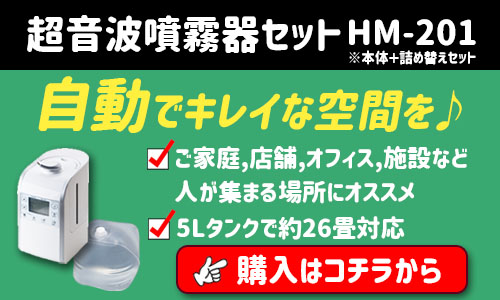 超音波噴霧器セットHM-201
※本体+詰め替えセット
自動でキレイな空間を♪
ご家庭,店舗,オフィス,施設など
人が集まる場所にオススメ
5Lタンクで約26畳対応
購入はコチラから